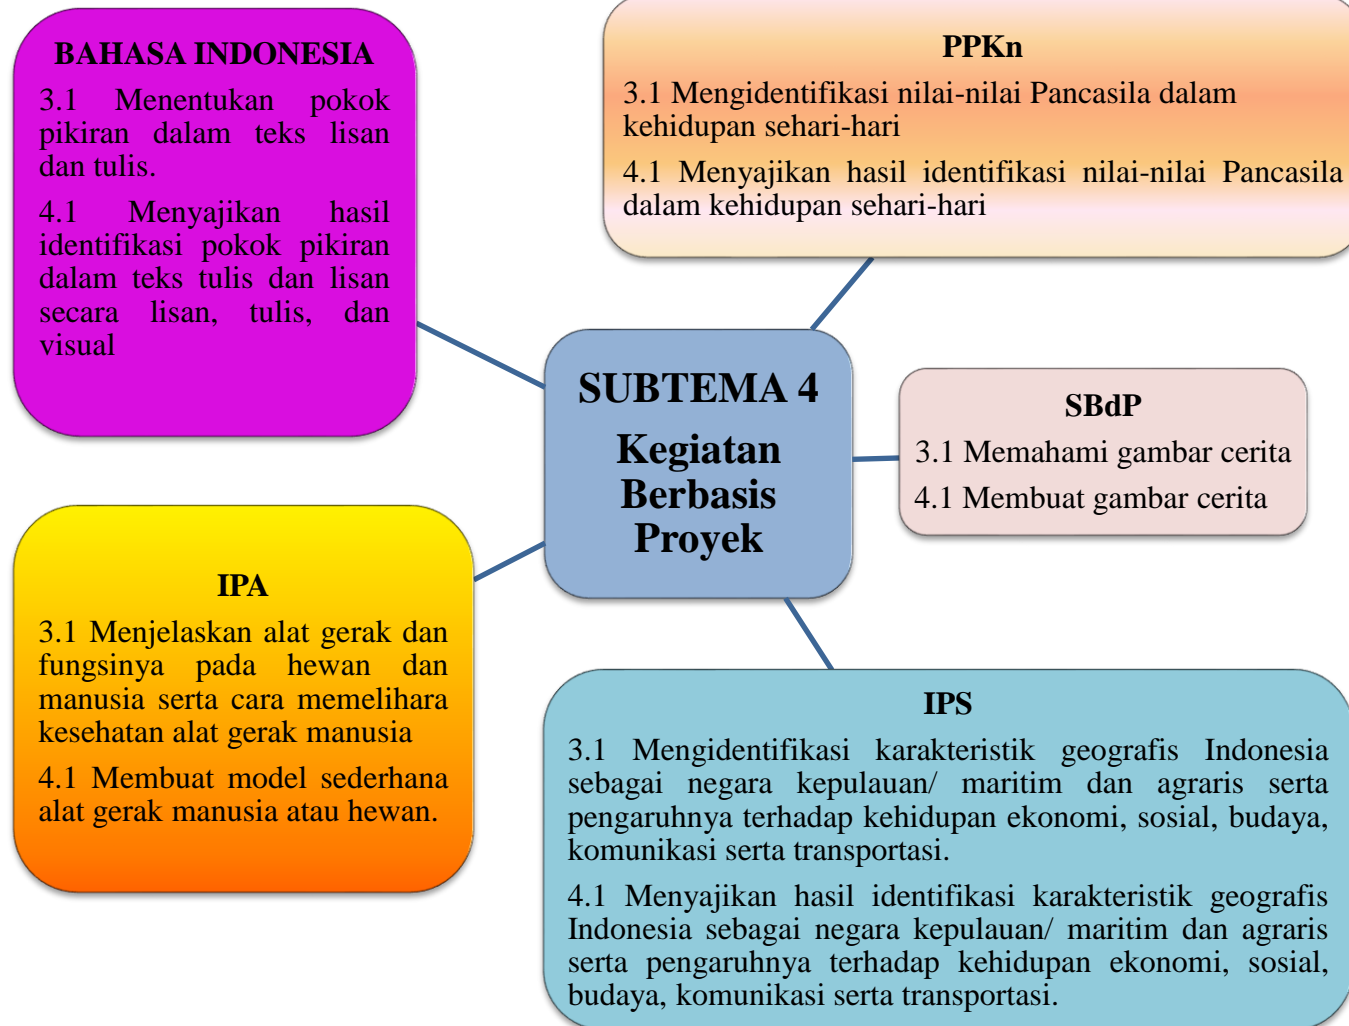 BAHASA INDONESIA
3.1 Menentukan pokok
pikiran dalam teks lisan
dan tulis.
4.1 Menyajikan hasil
identifikasi pokok pikiran
dalam teks tulis dan lisan
secara lisan, tulis, dan
visual
PPKn
3.1 Mengidentifikasi nilai-nilai Pancasila dalam
kehidupan sehari-hari
4.1 Menyajikan hasil identifikasi nilai-nilai Pancasila
dalam kehidupan sehari-hari
SUBTEMA 4
Kegiatan
Berbasis
Proyek
SBdP
3.1 Memahami gambar cerita
4.1 Membuat gambar cerita
IPA
3.1 Menjelaskan alat gerak dan
fungsinya pada hewan dan
manusia serta cara memelihara
kesehatan alat gerak manusia
4.1 Membuat model sederhana
alat gerak manusia atau hewan.
IPS
3.1 Mengidentifikasi karakteristik geografis Indonesia
sebagai negara kepulauan/ maritim dan agraris serta
pengaruhnya terhadap kehidupan ekonomi, sosial, budaya,
komunikasi serta transportasi.
4.1 Menyajikan hasil identifikasi karakteristik geografis
Indonesia sebagai negara kepulauan/ maritim dan agraris
serta pengaruhnya terhadap kehidupan ekonomi, sosial,
budaya, komunikasi serta transportasi.